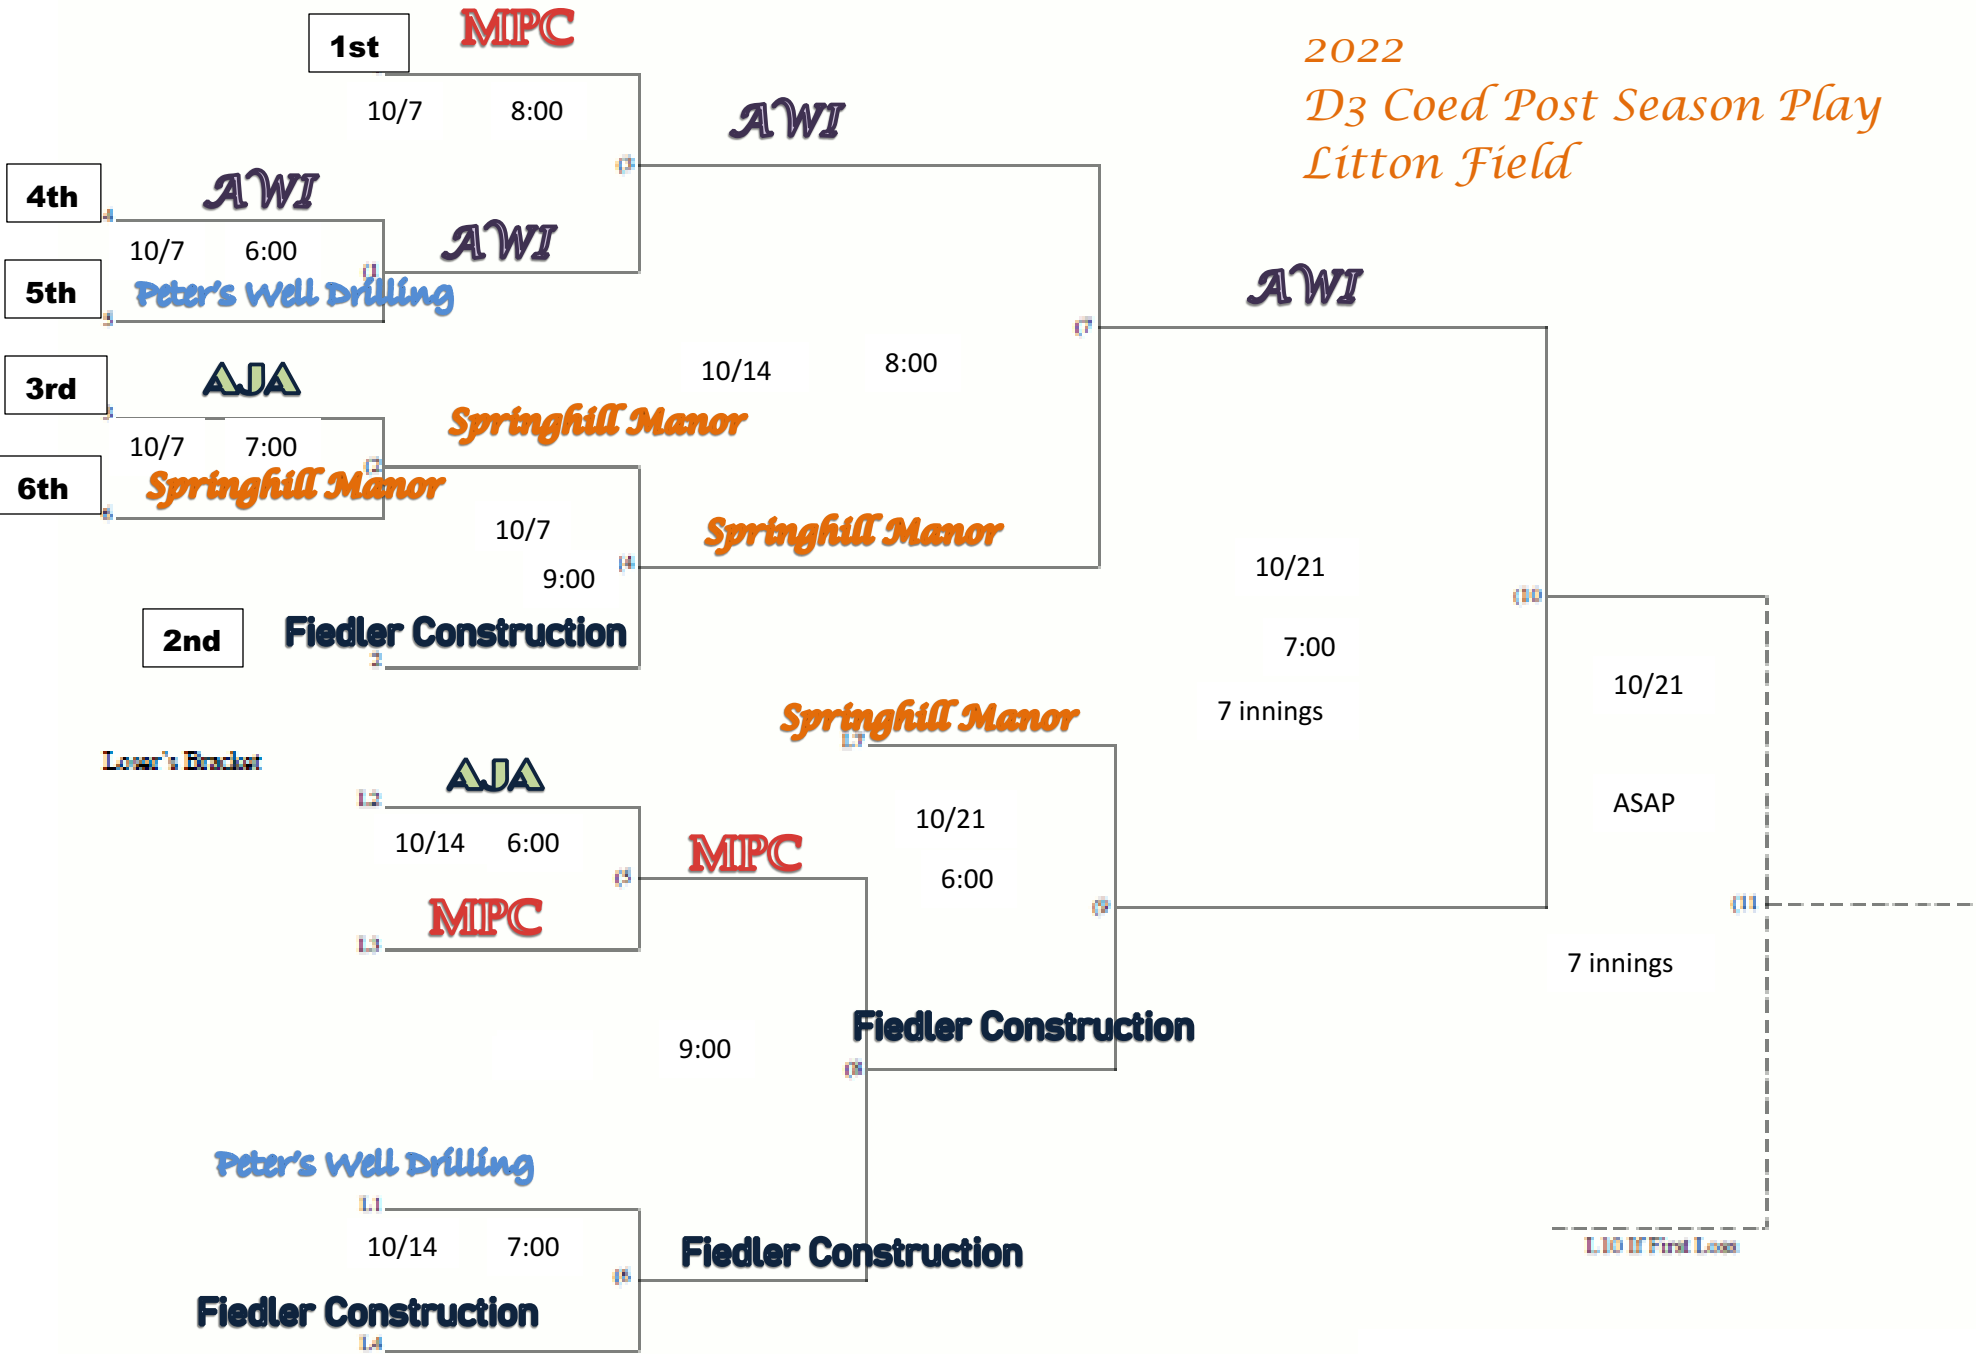 1st
MPC
2022
D3 Coed Post Season Play
Litton Field
10/7 8:00
AWI
4th
AWI
10/7 6:00
AWI
5th
Peter's Well Drilling
AWI
3rd
AJA
10/14 8:00
Springhill Manor
10/7 7:00
6th
Springhill Manor
10/7
Springhill Manor
9:00
10/21
2nd
Fiedler Construction
7:00
10/21
Springhill Manor
7 innings
L7
Loser's Bracket
AJA
L2
ASAP
10/14 6:00
10/21
MPC
6:00
MPC
L3
7 innings
Fiedler Construction
9:00
Peter's Well Drilling
L1
10/14 7:00
Fiedler Construction
L10 If First Loss
Fiedler Construction
L4